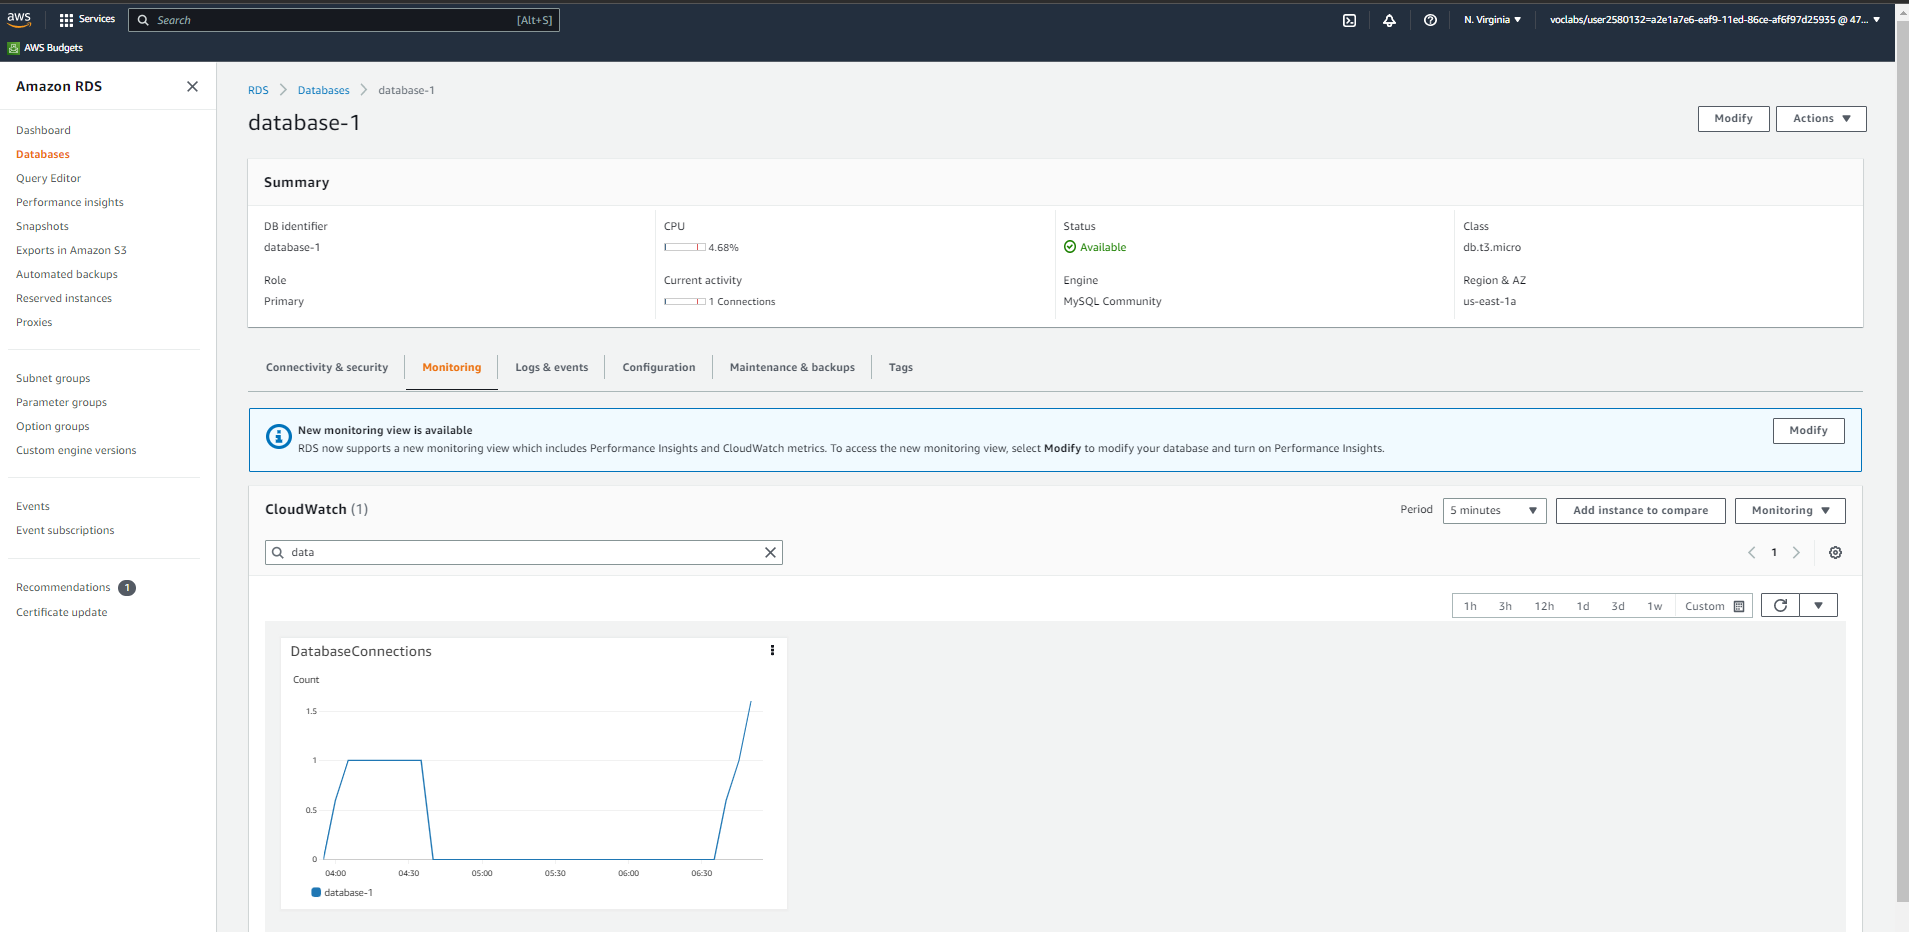 aws
Services
Search
[Alt+S]
N. Virginia
voclabs/user2580132=a2e1a7e6-eaf9-11ed-86ce-af6f97d25935 @ 47...
AWS Budgets
Amazon RDS
Dashboard
Databases
Query Editor
Performance insights
Snapshots
Exports in Amazon S3
Automated backups
Reserved instances
Proxies
Subnet groups
Parameter groups
Option groups
Custom engine versions
Events
Event subscriptions
Recommendations 1
Certificate update
RDS > Databases > database-1
database-1
Modify
Actions
Summary
DB identifier
database-1
CPU
4.68%
Status
Available
Class
db.t3.micro
Role
Primary
Current activity
1 Connections
Engine
MySQL Community
Region & AZ
us-east-1a
Connectivity & security
Monitoring
Logs & events
Configuration
Maintenance & backups
Tags
New monitoring view is available
RDS now supports a new monitoring view which includes Performance Insights and CloudWatch metrics. To access the new monitoring view, select Modify to modify your database and turn on Performance Insights.
Modify
CloudWatch (1)
Period
5 minutes
Add instance to compare
Monitoring
data
1
1h 3h 12h 1d 3d 1w Custom
DatabaseConnections
Count
1.5
1
0.5
0
04:00 04:30 05:00 05:30 06:00 06:30
database-1